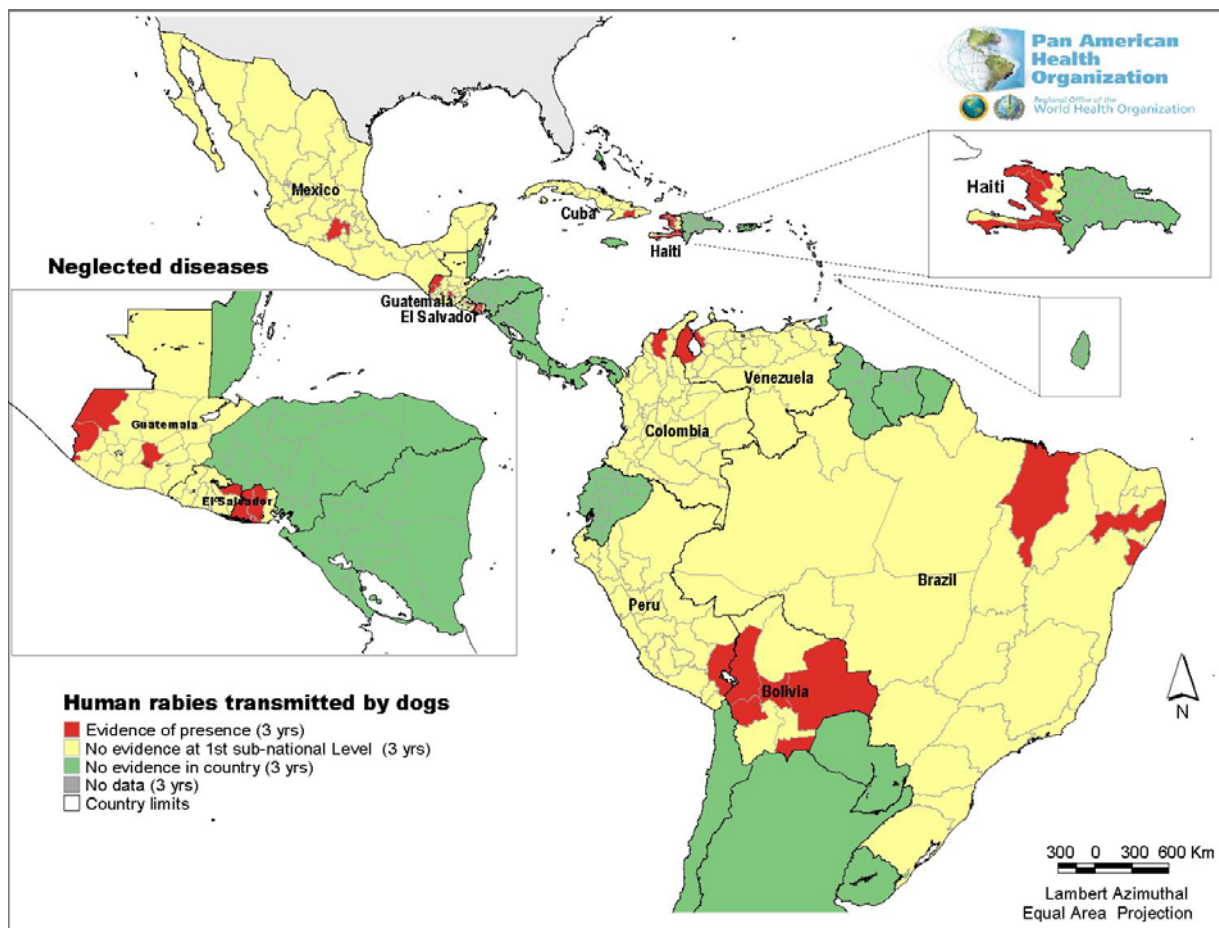 Pan American
Health
Organization
Regional Office of the
World Health Organization
Mexico
Cuba
Haiti
Haiti
Neglected diseases
Guatemala
El Salvador
Guatemala
El Salvador
Venezuela
Colombia
Brazil
Peru
Bolivia
Human rabies transmitted by dogs
Evidence of presence (3 yrs)
No evidence at 1st sub-national Level (3 yrs)
No evidence in country (3 yrs)
No data (3 yrs)
Country limits
N
300 0 300 600 Km
Lambert Azimuthal
Equal Area Projection